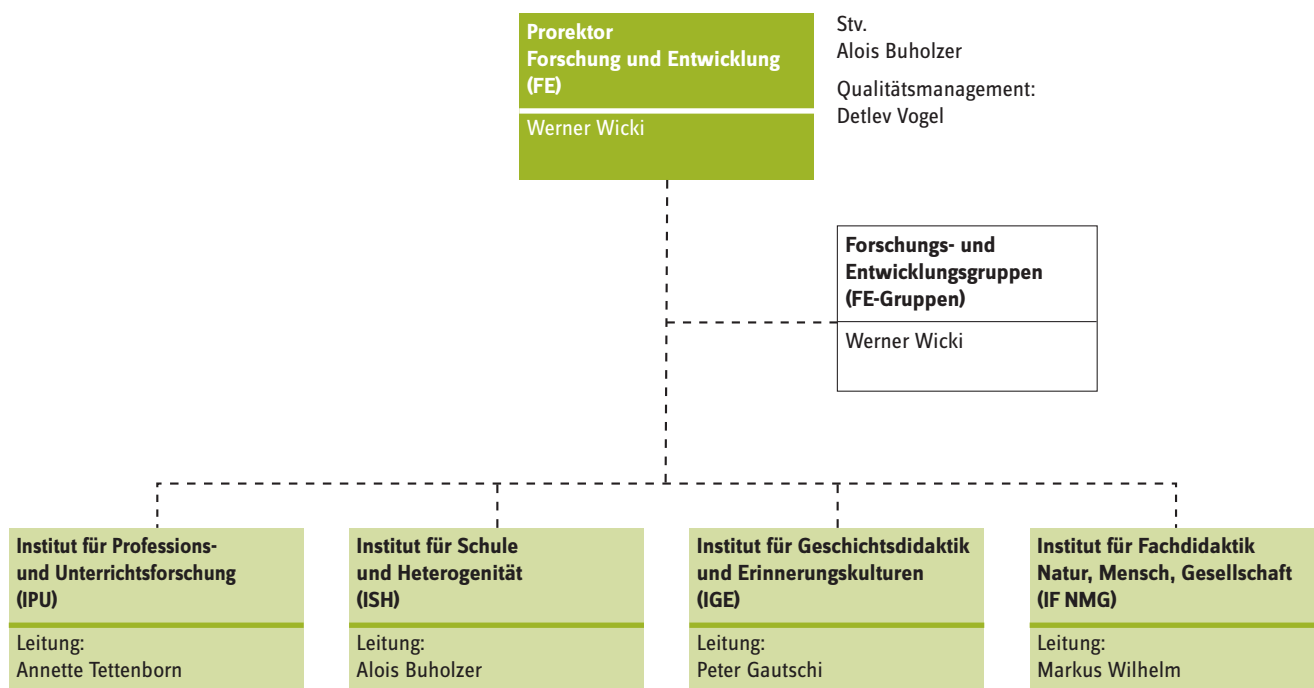 Prorektor
Forschung und Entwicklung
(FE)
Werner Wicki
Stv.
Alois Buholzer
Qualitätsmanagement:
Detlev Vogel
Forschungs- und
Entwicklungsgruppen
(FE-Gruppen)
Werner Wicki
Institut für Professions-
und Unterrichtsforschung
(IPU)
Leitung:
Annette Tettenborn
Institut für Schule
und Heterogenität
(ISH)
Leitung:
Alois Buholzer
Institut für Geschichtsdidaktik
und Erinnerungskulturen
(IGE)
Leitung:
Peter Gautschi
Institut für Fachdidaktik
Natur, Mensch, Gesellschaft
(IF NMG)
Leitung:
Markus Wilhelm